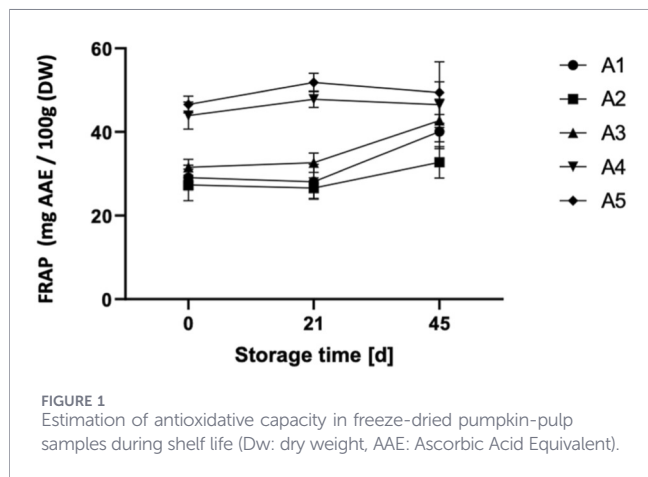 60
40
20
0
FRAP (mg AAE / 100g (DW)
0 21 45
Storage time [d]
A1
A2
A3
A4
A5
FIGURE 1
Estimation of antioxidative capacity in freeze-dried pumpkin-pulp
samples during shelf life (Dw: dry weight, AAE: Ascorbic Acid Equivalent).